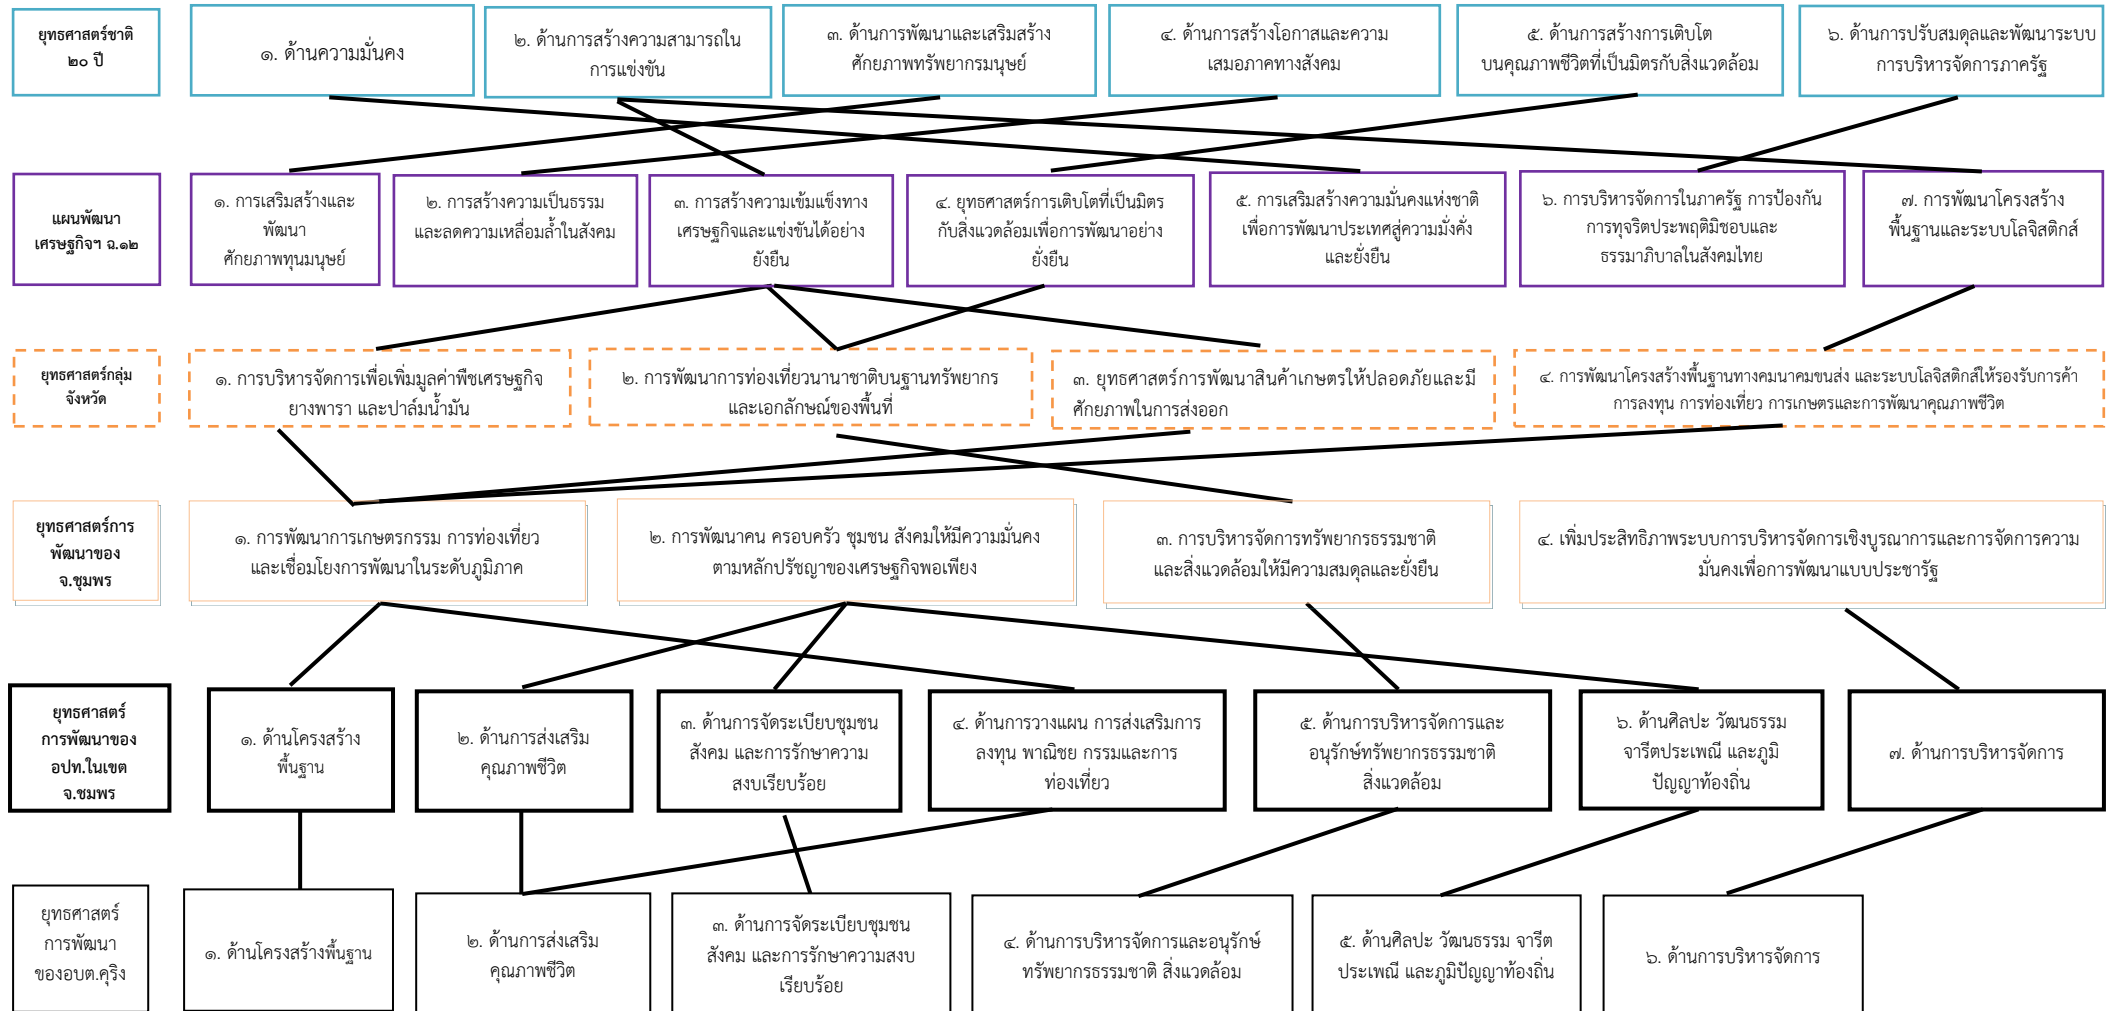 ยุทธศาสตร์ชาติ
๒๐ ปี
๑. ด้านความมั่นคง
๒. ด้านการสร้างความสามารถใน
การแข่งขัน
๓. ด้านการพัฒนาและเสริมสร้าง
ศักยภาพทรัพยากรมนุษย์
๔. ด้านการสร้างโอกาสและความ
เสมอภาคทางสังคม
๕. ด้านการสร้างการเติบโต
บนคุณภาพชีวิตที่เป็นมิตรกับสิ่งแวดล้อม
๖. ด้านการปรับสมดุลและพัฒนาระบบ
การบริหารจัดการภาครัฐ
แผนพัฒนา
เศรษฐกิจฯ ฉ.๑๒
๑. การเสริมสร้างและ
พัฒนา
ศักยภาพทุนมนุษย์
๒. การสร้างความเป็นธรรม
และลดความเหลื่อมล้ำในสังคม
๓. การสร้างความเข้มแข็งทาง
เศรษฐกิจและแข่งขันได้อย่าง
ยั่งยืน
๔. ยุทธศาสตร์การเติบโตที่เป็นมิตร
กับสิ่งแวดล้อมเพื่อการพัฒนาอย่าง
ยั่งยืน
๕. การเสริมสร้างความมั่นคงแห่งชาติ
เพื่อการพัฒนาประเทศสู่ความมั่งคั่ง
และยั่งยืน
๖. การบริหารจัดการในภาครัฐ การป้องกัน
การทุจริตประพฤติมิชอบและ
ธรรมาภิบาลในสังคมไทย
๗. การพัฒนาโครงสร้าง
พื้นฐานและระบบโลจิสติกส์
ยุทธศาสตร์กลุ่ม
จังหวัด
๑. การบริหารจัดการเพื่อเพิ่มมูลค่าพืชเศรษฐกิจ
ยางพารา และปาล์มน้ำมัน
๒. การพัฒนาการท่องเที่ยวนานาชาติบนฐานทรัพยากร
และเอกลักษณ์ของพื้นที่
๓. ยุทธศาสตร์การพัฒนาสินค้าเกษตรให้ปลอดภัยและมี
ศักยภาพในการส่งออก
๔. การพัฒนาโครงสร้างพื้นฐานทางคมนาคมขนส่ง และระบบโลจิสติกส์ให้รองรับการค้า
การลงทุน การท่องเที่ยว การเกษตรและการพัฒนาคุณภาพชีวิต
ยุทธศาสตร์การ
พัฒนาของ
จ.ชุมพร
๑. การพัฒนาการเกษตรกรรม การท่องเที่ยว
และเชื่อมโยงการพัฒนาในระดับภูมิภาค
๒. การพัฒนาคน ครอบครัว ชุมชน สังคมให้มีความมั่นคง
ตามหลักปรัชญาของเศรษฐกิจพอเพียง
๓. การบริหารจัดการทรัพยากรธรรมชาติ
และสิ่งแวดล้อมให้มีความสมดุลและยั่งยืน
๔. เพิ่มประสิทธิภาพระบบการบริหารจัดการเชิงบูรณาการและการจัดการความ
มั่นคงเพื่อการพัฒนาแบบประชารัฐ
ยุทธศาสตร์
การพัฒนาของ
อปท.ในเขต
จ.ชมพร
๑. ด้านโครงสร้าง
พื้นฐาน
๒. ด้านการส่งเสริม
คุณภาพชีวิต
๓. ด้านการจัดระเบียบชุมชน
สังคม และการรักษาความ
สงบเรียบร้อย
๔. ด้านการวางแผน การส่งเสริมการ
ลงทุน พาณิชย กรรมและการ
ท่องเที่ยว
๕. ด้านการบริหารจัดการและ
อนุรักษ์ทรัพยากรธรรมชาติ
สิ่งแวดล้อม
๖. ด้านศิลปะ วัฒนธรรม
จารีตประเพณี และภูมิ
ปัญญาท้องถิ่น
๗. ด้านการบริหารจัดการ
ยุทธศาสตร์
การพัฒนา
ของอบต.คุริง
๑. ด้านโครงสร้างพื้นฐาน
๒. ด้านการส่งเสริม
คุณภาพชีวิต
๓. ด้านการจัดระเบียบชุมชน
สังคม และการรักษาความสงบ
เรียบร้อย
๔. ด้านการบริหารจัดการและอนุรักษ์
ทรัพยากรธรรมชาติ สิ่งแวดล้อม
๕. ด้านศิลปะ วัฒนธรรม จารีต
ประเพณี และภูมิปัญญาท้องถิ่น
๖. ด้านการบริหารจัดการ